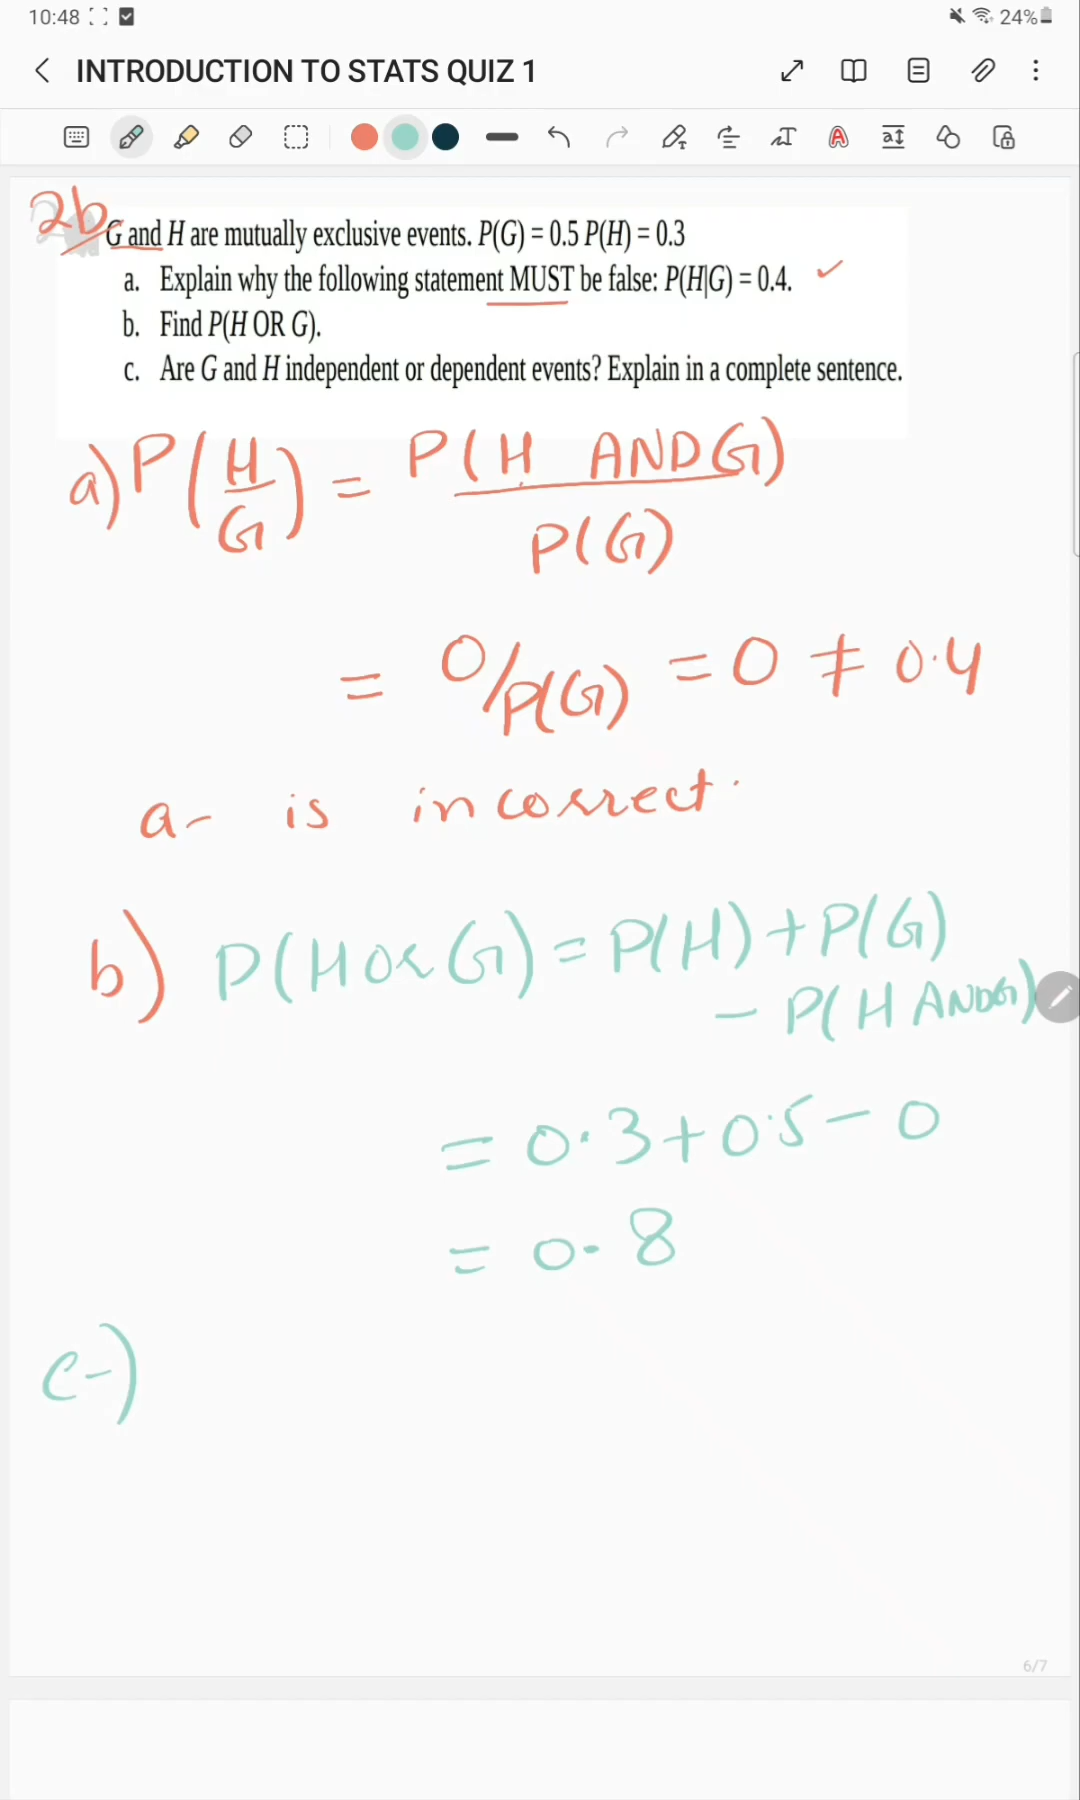 10:48
24%
INTRODUCTION TO STATS QUIZ 1
2b
G and H are mutually exclusive events. P(G) = 0.5 P(H) = 0.3
a. Explain why the following statement MUST be false: P(H|G) = 0.4.
b. Find P(H OR G).
c. Are G and H independent or dependent events? Explain in a complete sentence.
a) P(H/G) = P(H AND G)/P(G)
= 0/P(G) = 0 ≠ 0.4
a- is incorrect.
b) P(H OR G) = P(H) + P(G)
- P(H AND G)
= 0.3 + 0.5 - 0
= 0.8
c-)
6/7